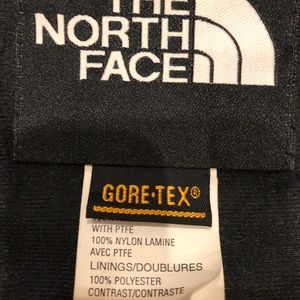 THE
NORTH
FACE
GORE-TEX®
WITH PTFE
100% NYLON LAMINE
AVEC PTFE
LININGS/DOUBLURES
100% POLYESTER
CONTRAST/CONTRASTE